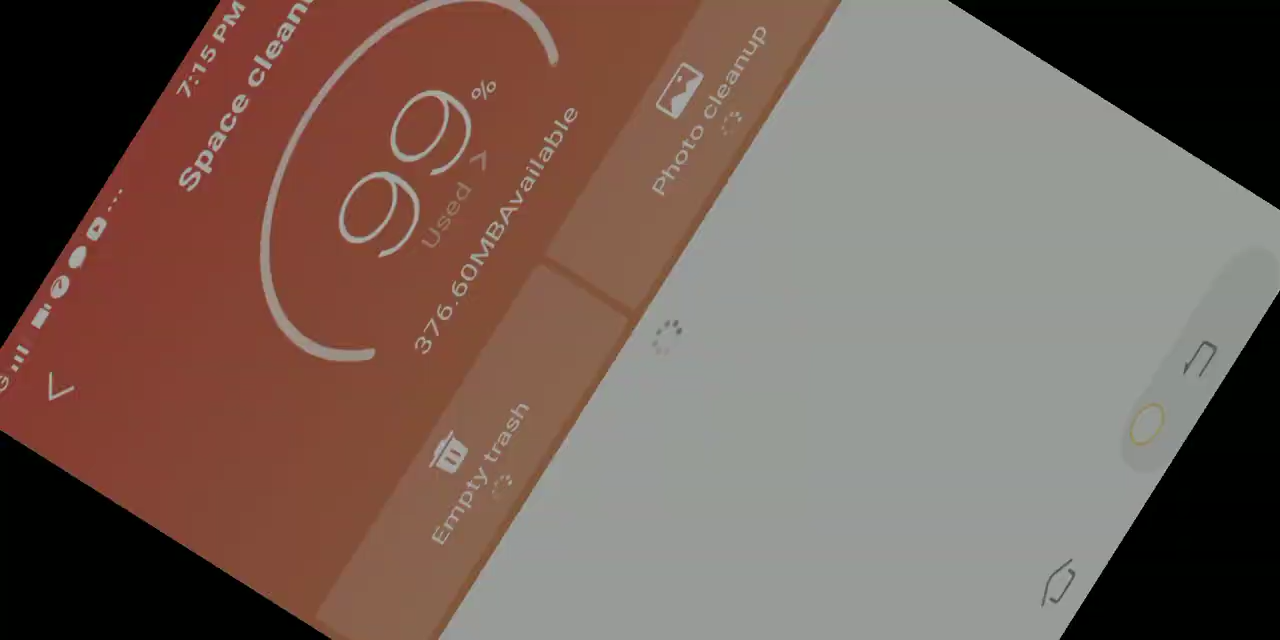 7:15 PM
Space clean
99%
Used >
376.60MBAvailable
Empty trash
Photo cleanup